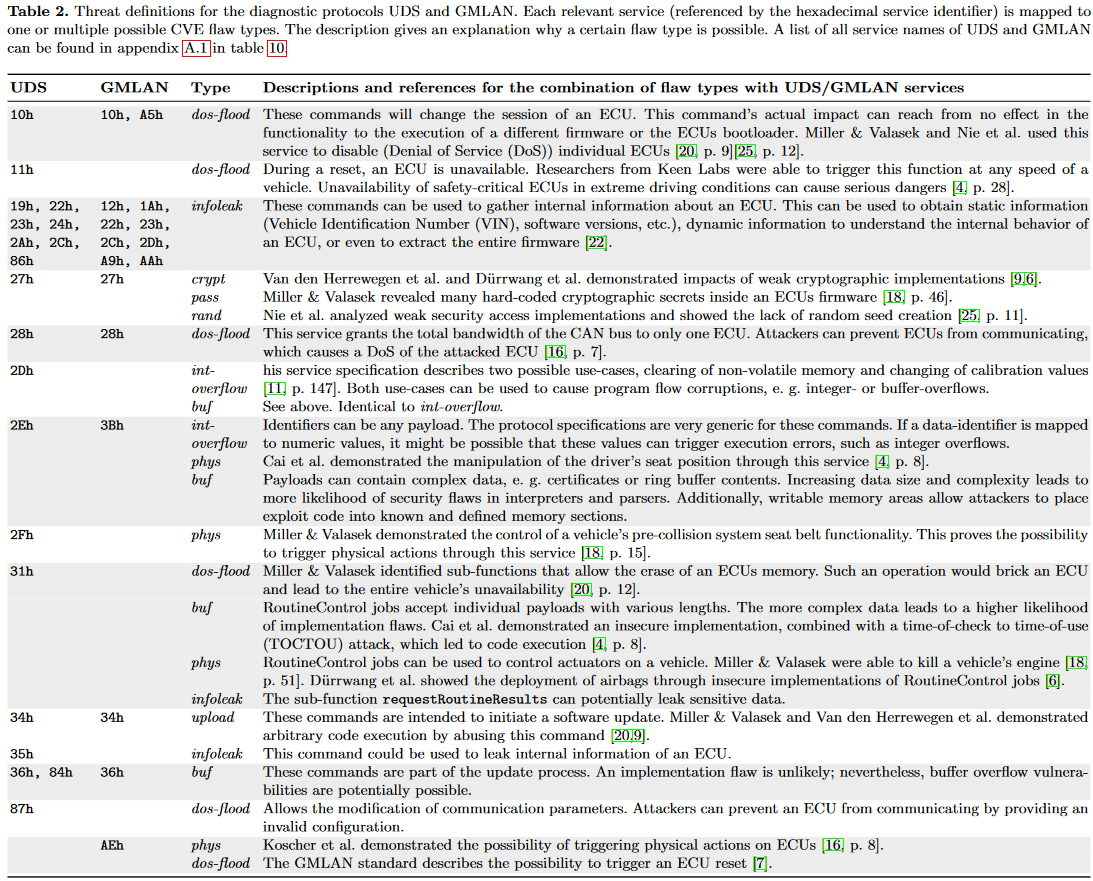 Table 2. Threat definitions for the diagnostic protocols UDS and GMLAN. Each relevant service (referenced by the hexadecimal service identifier) is mapped to
one or multiple possible CVE flaw types. The description gives an explanation why a certain flaw type is possible. A list of all service names of UDS and GMLAN
can be found in appendix A.1 in table 10.
UDS GMLAN Type Descriptions and references for the combination of flaw types with UDS/GMLAN services
10h 10h, A5h dos-flood These commands will change the session of an ECU. This command's actual impact can reach from no effect in the
functionality to the execution of a different firmware or the ECUs bootloader. Miller & Valasek and Nie et al. used this
service to disable (Denial of Service (DoS)) individual ECUs [20, p. 9][25, p. 12].
11h dos-flood During a reset, an ECU is unavailable. Researchers from Keen Labs were able to trigger this function at any speed of a
vehicle. Unavailability of safety-critical ECUs in extreme driving conditions can cause serious dangers [4, p. 28].
19h, 22h, 12h, 1Ah, infoleak These commands can be used to gather internal information about an ECU. This can be used to obtain static information
23h, 24h, 22h, 23h, (Vehicle Identification Number (VIN), software versions, etc.), dynamic information to understand the internal behavior of
2Ah, 2Ch, 2Ch, 2Dh, an ECU, or even to extract the entire firmware [22].
86h A9h, AAh
27h 27h crypt Van den Herrewegen et al. and Dürrwang et al. demonstrated impacts of weak cryptographic implementations [9,6].
pass Miller & Valasek revealed many hard-coded cryptographic secrets inside an ECUs firmware [18, p. 46].
rand Nie et al. analyzed weak security access implementations and showed the lack of random seed creation [25, p. 11].
28h 28h dos-flood This service grants the total bandwidth of the CAN bus to only one ECU. Attackers can prevent ECUs from communicating,
which causes a DoS of the attacked ECU [16, p. 7].
2Dh int- his service specification describes two possible use-cases, clearing of non-volatile memory and changing of calibration values
overflow [11, p. 147]. Both use-cases can be used to cause program flow corruptions, e. g. integer- or buffer-overflows.
buf See above. Identical to int-overflow.
2Eh 3Bh int- Identifiers can be any payload. The protocol specifications are very generic for these commands. If a data-identifier is mapped
overflow to numeric values, it might be possible that these values can trigger execution errors, such as integer overflows.
phys Cai et al. demonstrated the manipulation of the driver's seat position through this service [4, p. 8].
buf Payloads can contain complex data, e. g. certificates or ring buffer contents. Increasing data size and complexity leads to
more likelihood of security flaws in interpreters and parsers. Additionally, writable memory areas allow attackers to place
exploit code into known and defined memory sections.
2Fh phys Miller & Valasek demonstrated the control of a vehicle's pre-collision system seat belt functionality. This proves the possibility
to trigger physical actions through this service [18, p. 15].
31h dos-flood Miller & Valasek identified sub-functions that allow the erase of an ECUs memory. Such an operation would brick an ECU
and lead to the entire vehicle's unavailability [20, p. 12].
buf RoutineControl jobs accept individual payloads with various lengths. The more complex data leads to a higher likelihood
of implementation flaws. Cai et al. demonstrated an insecure implementation, combined with a time-of-check to time-of-use
(TOCTOU) attack, which led to code execution [4, p. 8].
phys RoutineControl jobs can be used to control actuators on a vehicle. Miller & Valasek were able to kill a vehicle's engine [18,
p. 51]. Dürrwang et al. showed the deployment of airbags through insecure implementations of RoutineControl jobs [6].
infoleak The sub-function requestRoutineResults can potentially leak sensitive data.
34h 34h upload These commands are intended to initiate a software update. Miller & Valasek and Van den Herrewegen et al. demonstrated
arbitrary code execution by abusing this command [20,9].
35h infoleak This command could be used to leak internal information of an ECU.
36h, 84h 36h buf These commands are part of the update process. An implementation flaw is unlikely; nevertheless, buffer overflow vulnera-
bilities are potentially possible.
87h dos-flood Allows the modification of communication parameters. Attackers can prevent an ECU from communicating by providing an
invalid configuration.
AEh phys Koscher et al. demonstrated the possibility of triggering physical actions on ECUs [16, p. 8].
dos-flood The GMLAN standard describes the possibility to trigger an ECU reset [7].